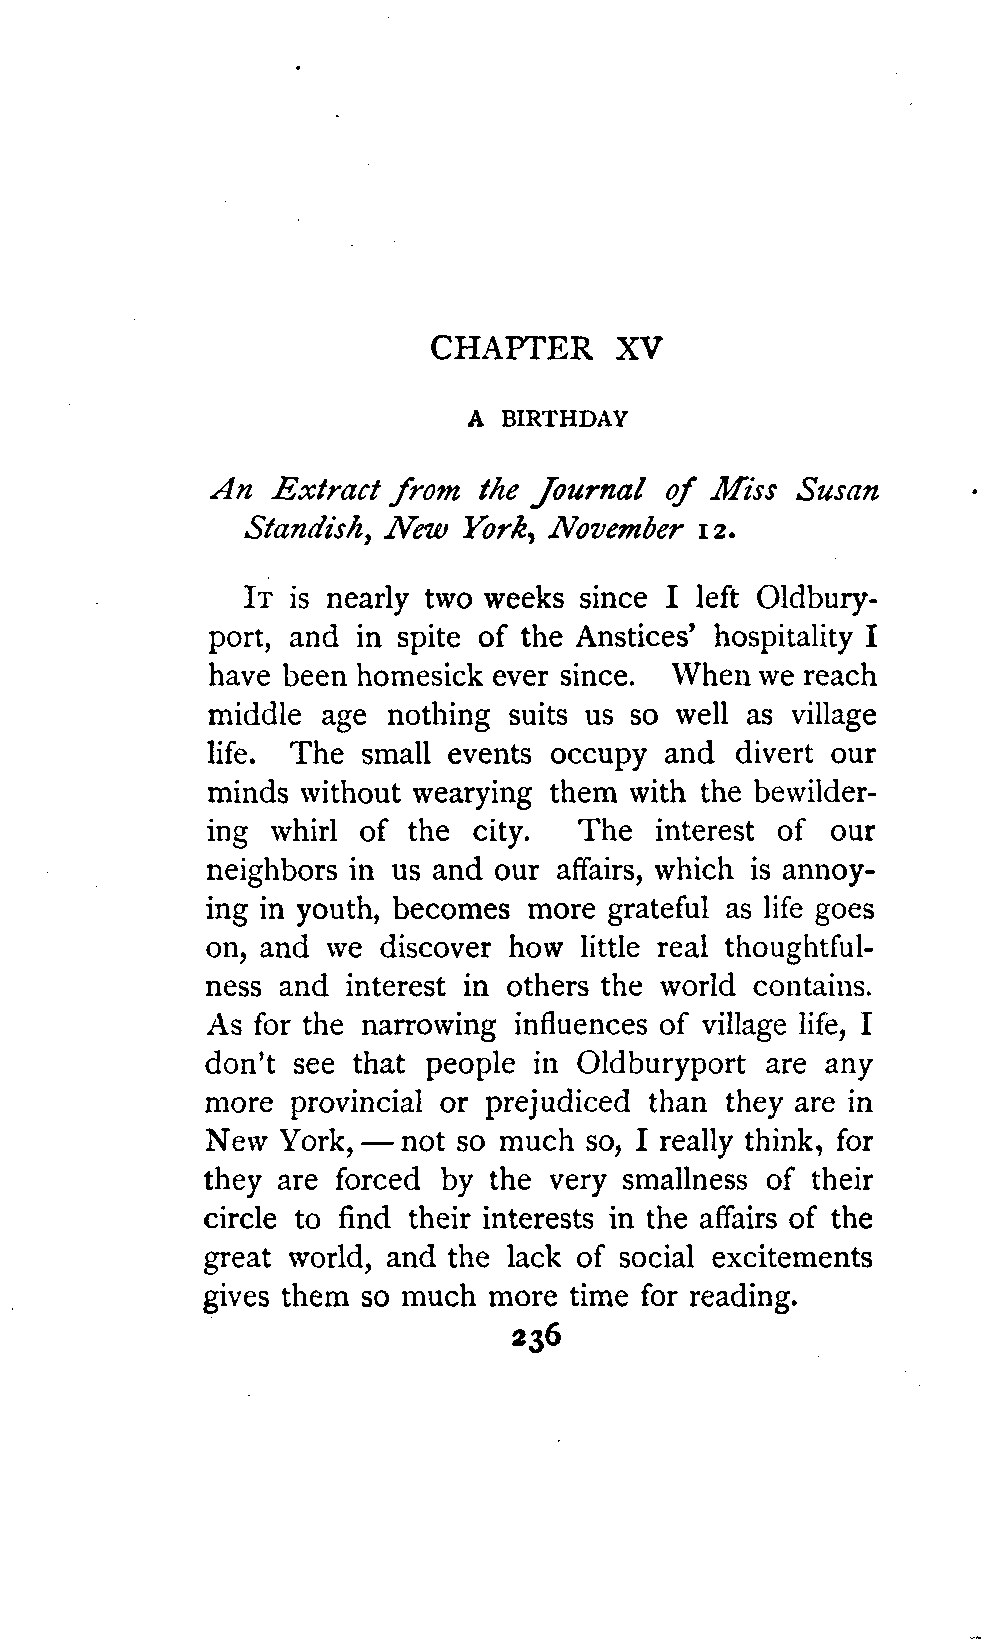 CHAPTER XV
A BIRTHDAY
An Extract from the Journal of Miss Susan
Standish, New York, November 12.
IT is nearly two weeks since I left Oldbury-
port, and in spite of the Anstices' hospitality I
have been homesick ever since. When we reach
middle age nothing suits us so well as village
life. The small events occupy and divert our
minds without wearying them with the bewilder-
ing whirl of the city. The interest of our
neighbors in us and our affairs, which is annoy-
ing in youth, becomes more grateful as life goes
on, and we discover how little real thoughtful-
ness and interest in others the world contains.
As for the narrowing influences of village life, I
don't see that people in Oldburyport are any
more provincial or prejudiced than they are in
New York, — not so much so, I really think, for
they are forced by the very smallness of their
circle to find their interests in the affairs of the
great world, and the lack of social excitements
gives them so much more time for reading.
236